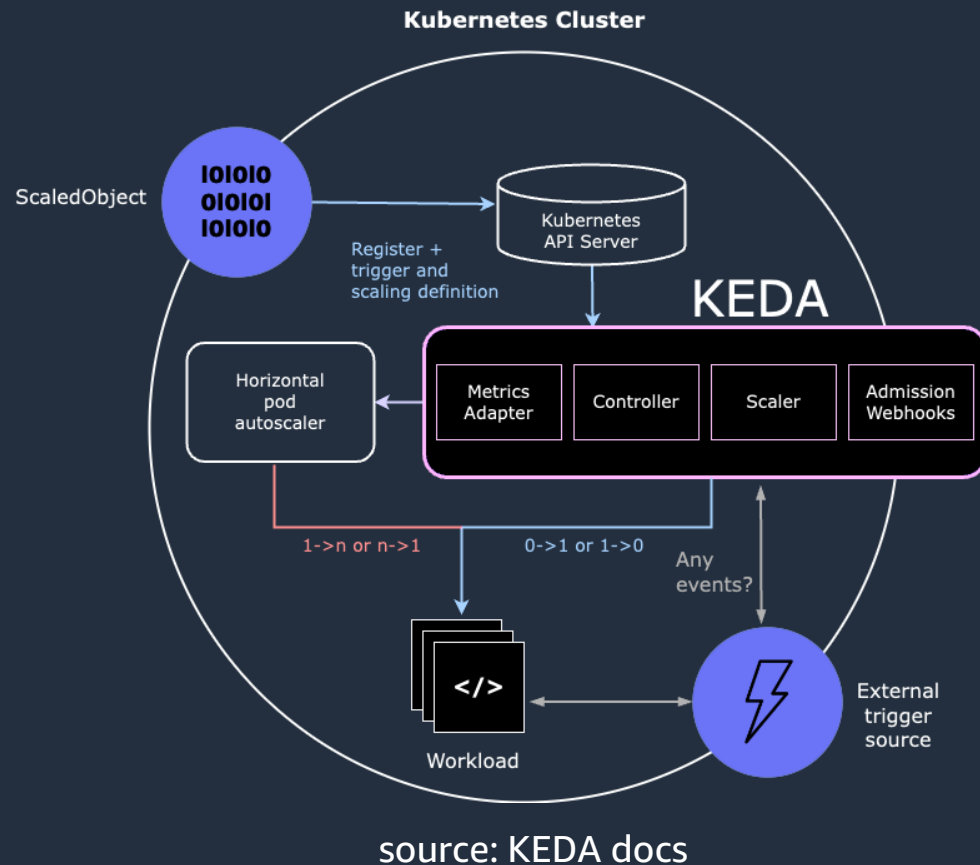 Kubernetes Cluster
IOIOIO
OIOIOI
IOIOIO
ScaledObject
Kubernetes
API Server
Register +
trigger and
scaling definition
KEDA
Horizontal
pod
autoscaler
Metrics
Adapter
Controller
Scaler
Admission
Webhooks
1->n or n->1
0->1 or 1->0
Any
events?
</>
Workload
External
trigger
source
source: KEDA docs